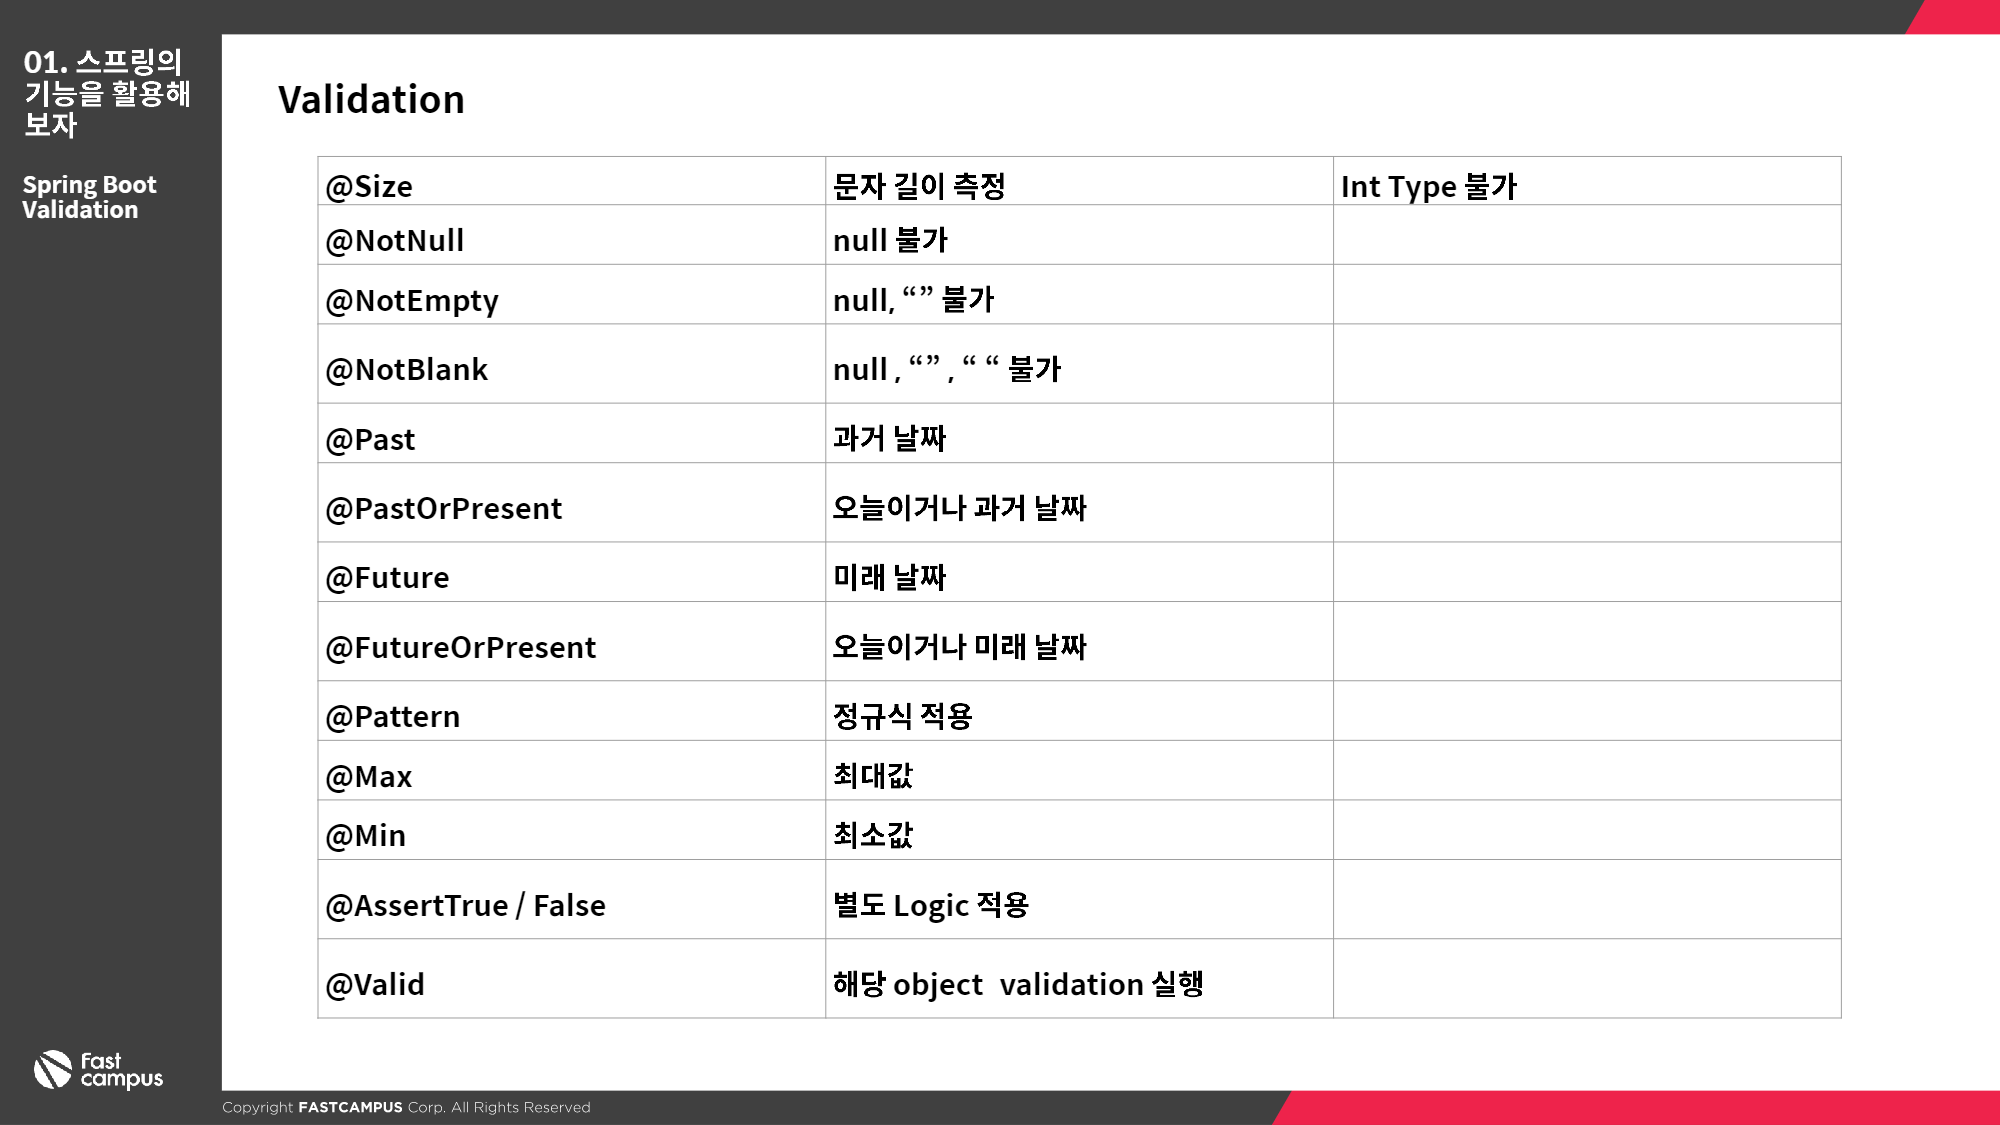 01. 스프링의
기능을 활용해
보자
Spring Boot
Validation
Validation
@Size 문자 길이 측정 Int Type 불가
@NotNull null 불가
@NotEmpty null, “” 불가
@NotBlank null , “” , “ “ 불가
@Past 과거 날짜
@PastOrPresent 오늘이거나 과거 날짜
@Future 미래 날짜
@FutureOrPresent 오늘이거나 미래 날짜
@Pattern 정규식 적용
@Max 최대값
@Min 최소값
@AssertTrue / False 별도 Logic 적용
@Valid 해당 object validation 실행
Fast
campus
Copyright FASTCAMPUS Corp. All Rights Reserved